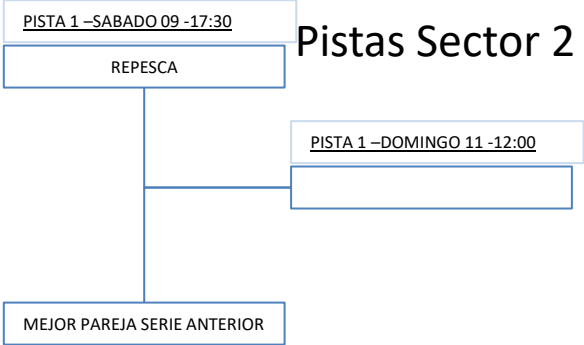 PISTA 1 –SABADO 09 -17:30
Pistas Sector 2
REPESCA
PISTA 1 –DOMINGO 11 -12:00
MEJOR PAREJA SERIE ANTERIOR